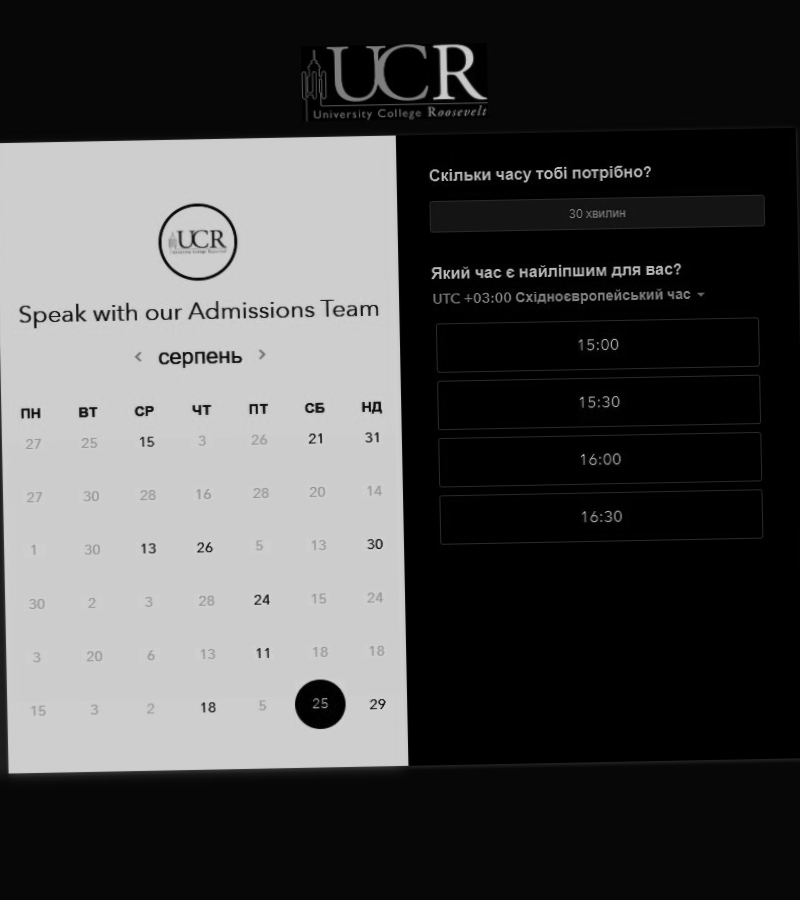 UCR
University College Roosevelt
UCR
Speak with our Admissions Team
серпень
ПН ВТ СР ЧТ ПТ СБ НД
27 25 15 3 26 21 31
27 30 28 16 28 20 14
1 30 13 26 5 13 30
30 2 3 28 24 15 24
3 20 6 13 11 18 18
15 3 2 18 5 25 29
Скільки часу тобі потрібно?
30 хвилин
Який час є найліпшим для вас?
UTC +03:00 Східноєвропейський час
15:00
15:30
16:00
16:30